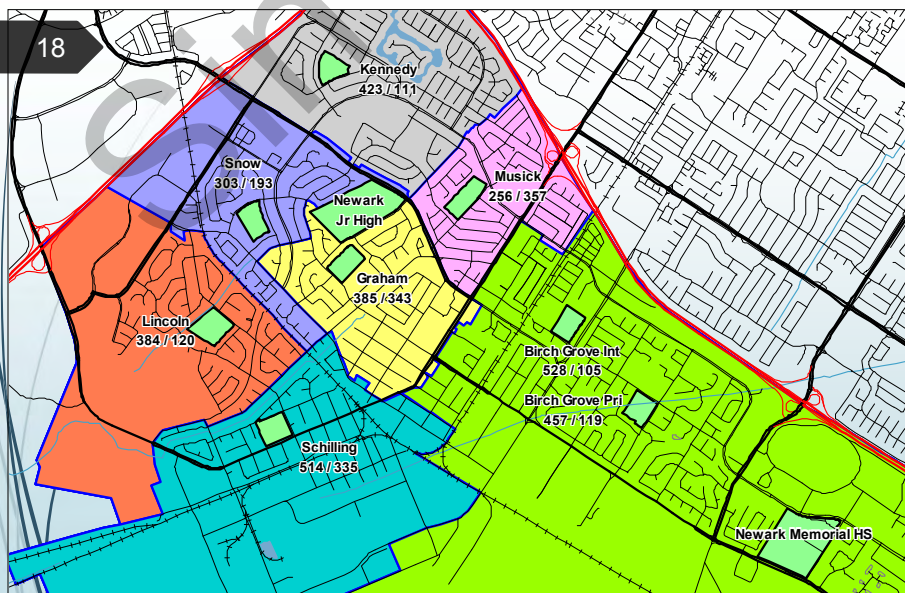 18
Sin
Kennedy
423 / 111
Snow
303 / 193
Musick
256 / 357
Newark
Jr High
Graham
385 / 343
Lincoln
384 / 120
Birch Grove Int
528 / 105
Birch Grove Pri
457 / 119
Schilling
514 / 335
Newark Memorial HS